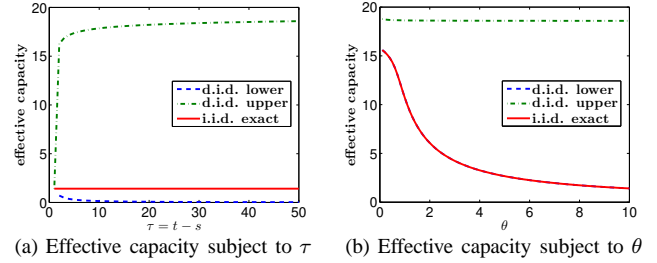 20
15
10
5
0
effective capacity
d.i.d. lower
d.i.d. upper
i.i.d. exact
0 10 20 30 40 50
τ = t − s
(a) Effective capacity subject to τ
20
15
10
5
0
effective capacity
d.i.d. lower
d.i.d. upper
i.i.d. exact
0 2 4 6 8 10
θ
(b) Effective capacity subject to θ